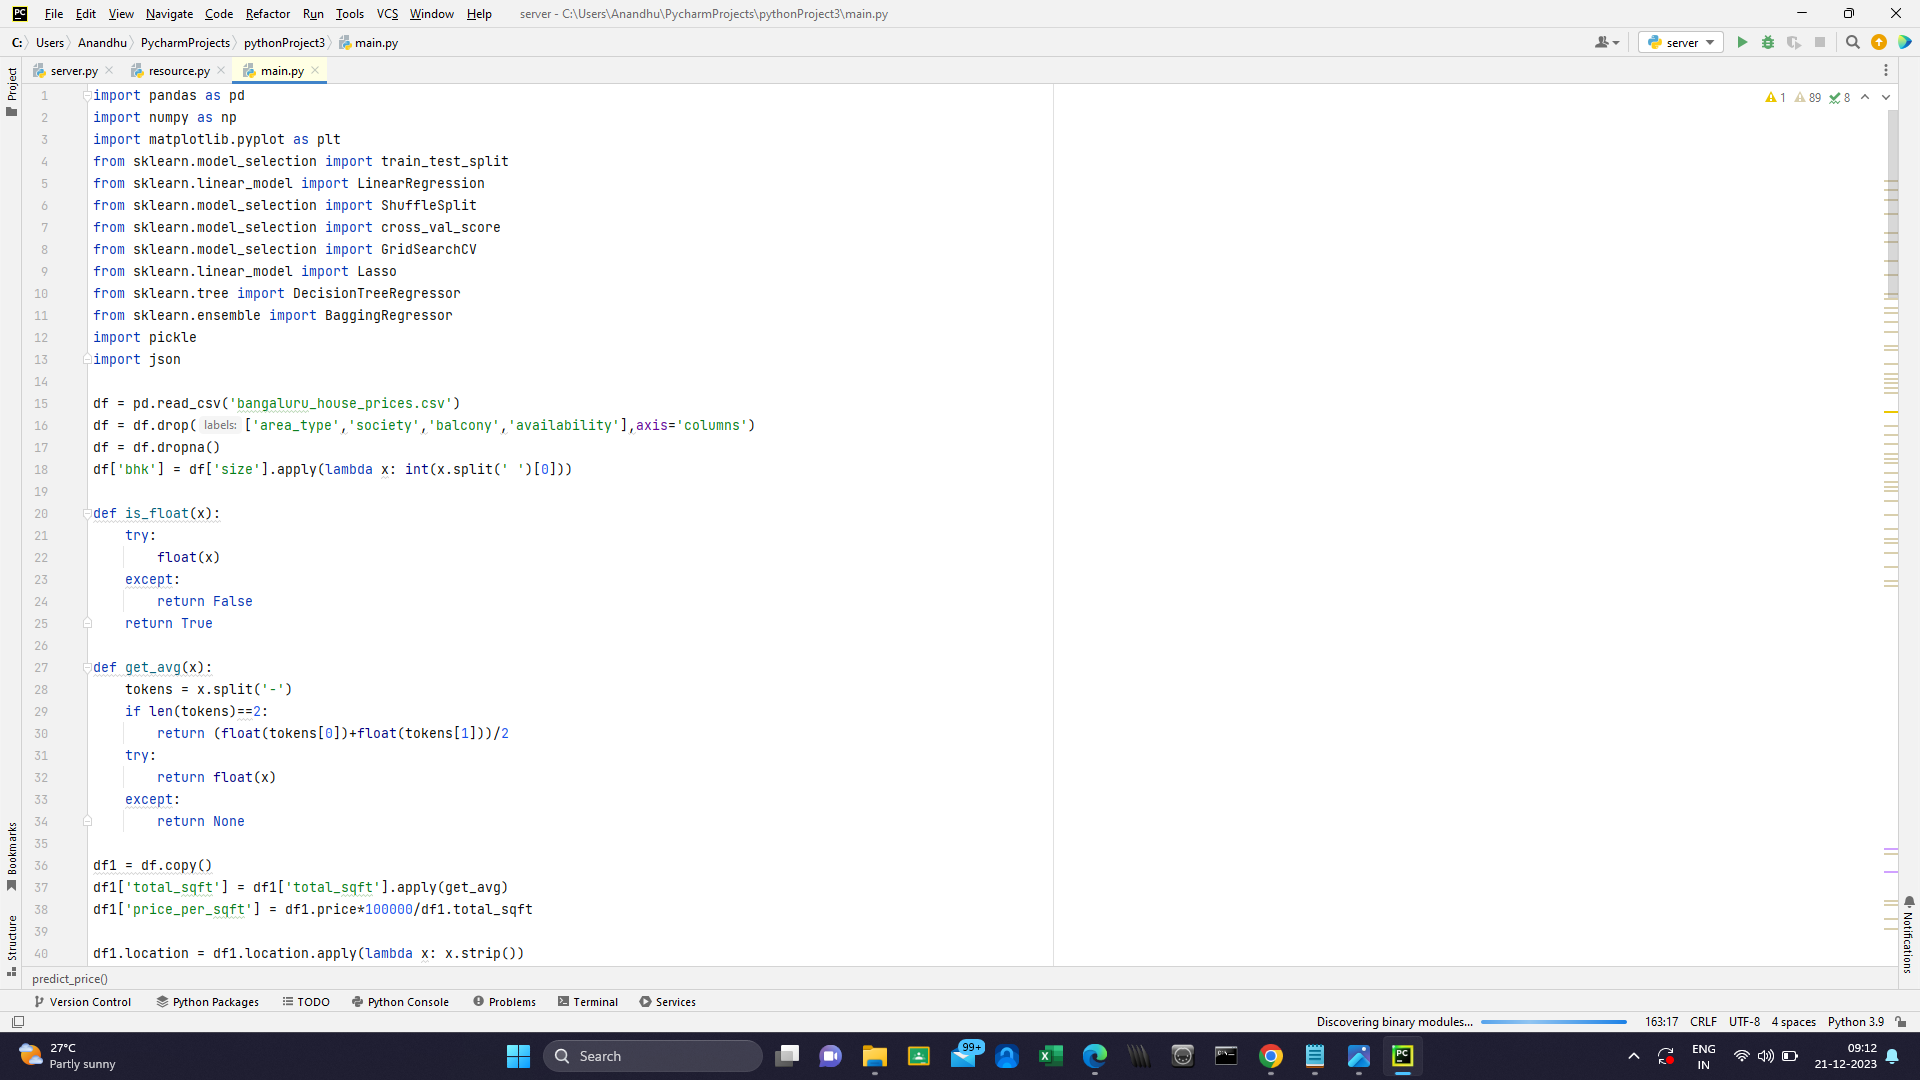 PC File Edit View Navigate Code Refactor Run Tools VCS Window Help server - C:\Users\Anandhu\PycharmProjects\pythonProject3\main.py
C: Users Anandhu PycharmProjects pythonProject3 main.py server
server.py resource.py main.py
Project
1 89 8
1 import pandas as pd
2 import numpy as np
3 import matplotlib.pyplot as plt
4 from sklearn.model_selection import train_test_split
5 from sklearn.linear_model import LinearRegression
6 from sklearn.model_selection import ShuffleSplit
7 from sklearn.model_selection import cross_val_score
8 from sklearn.model_selection import GridSearchCV
9 from sklearn.linear_model import Lasso
10 from sklearn.tree import DecisionTreeRegressor
11 from sklearn.ensemble import BaggingRegressor
12 import pickle
13 import json
14
15 df = pd.read_csv('bangaluru_house_prices.csv')
16 df = df.drop( labels: ['area_type','society','balcony','availability'],axis='columns')
17 df = df.dropna()
18 df['bhk'] = df['size'].apply(lambda x: int(x.split(' ')[0]))
19
20 def is_float(x):
21     try:
22         float(x)
23     except:
24         return False
25     return True
26
27 def get_avg(x):
28     tokens = x.split('-')
29     if len(tokens)==2:
30         return (float(tokens[0])+float(tokens[1]))/2
31     try:
32         return float(x)
33     except:
34         return None
35
36 df1 = df.copy()
37 df1['total_sqft'] = df1['total_sqft'].apply(get_avg)
38 df1['price_per_sqft'] = df1.price*100000/df1.total_sqft
39
40 df1.location = df1.location.apply(lambda x: x.strip())
Bookmarks
Structure
Notifications
predict_price()
Version Control Python Packages TODO Python Console Problems Terminal Services
Discovering binary modules... 163:17 CRLF UTF-8 4 spaces Python 3.9
27°C
Partly sunny
Search
99+
PC
ENG
IN
09:12
21-12-2023